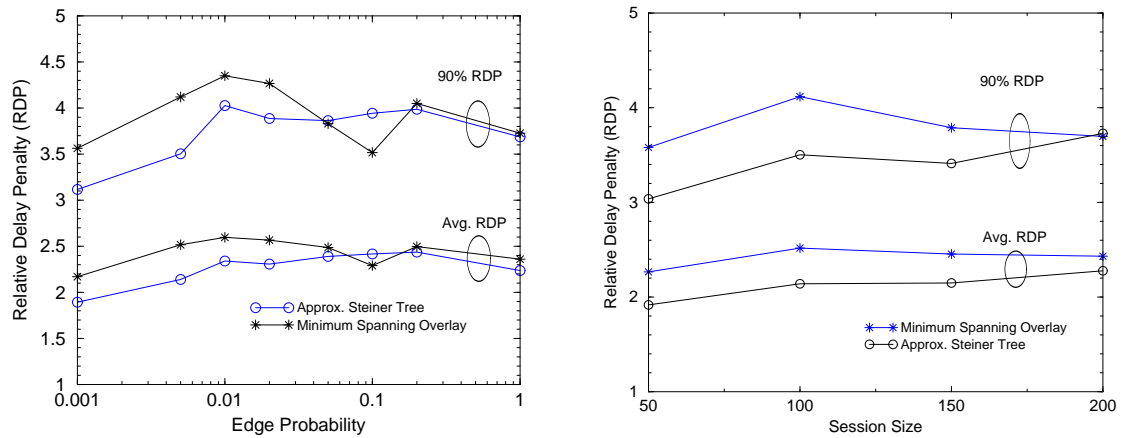 5
4.5
4
3.5
3
2.5
2
1.5
1
Relative Delay Penalty (RDP)
90% RDP
Avg. RDP
Approx. Steiner Tree
Minimum Spanning Overlay
0.001
0.01
0.1
1
Edge Probability
5
4
3
2
1
Relative Delay Penalty (RDP)
90% RDP
Avg. RDP
Minimum Spanning Overlay
Approx. Steiner Tree
50
100
150
200
Session Size